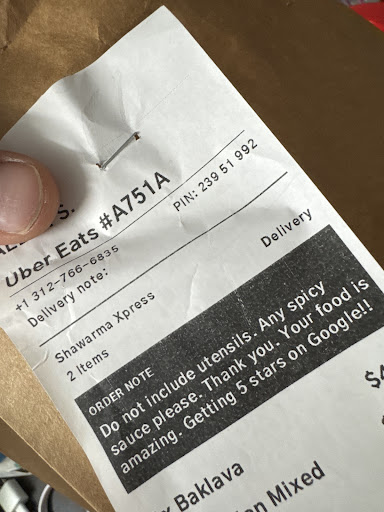 S.
Uber Eats #A751A
PIN: 239 51 992
+1 312-766-6835
Delivery note:
Delivery
Shawarma Xpress
2 Items
ORDER NOTE
Do not include utensils. Any spicy
sauce please. Thank you. Your food is
amazing. Getting 5 stars on Google!!
Baklava
Mixed